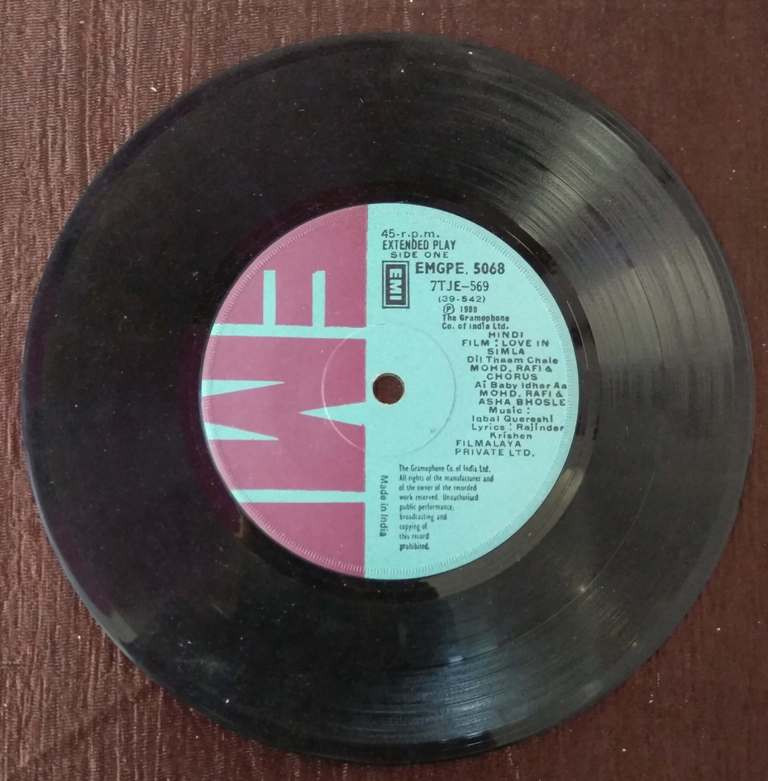 45-r.p.m.
EXTENDED PLAY
SIDE ONE
EMI
EMGPE. 5068
7TJE-569
(39-542)
The Gramophone
Co. of India Ltd.
HINDI
FILM : LOVE IN
SIMLA
Dil Thaam Chale
MOHD, RAFI &
CHORUS
Ai Baby Idhar Aa
MOHD, RAFI &
ASHA BHOSLE
Music :
Iqbal Quereshi
Lyrics : Rajinder
Krishen
FILMALAYA
PRIVATE LTD.
The Gramophone Co. of India Ltd.
All rights of the manufacturer and
of the owner of the recorded
work reserved. Unauthorised
public performance,
broadcasting and
copying of
this record
prohibited.
Made in India
EMI